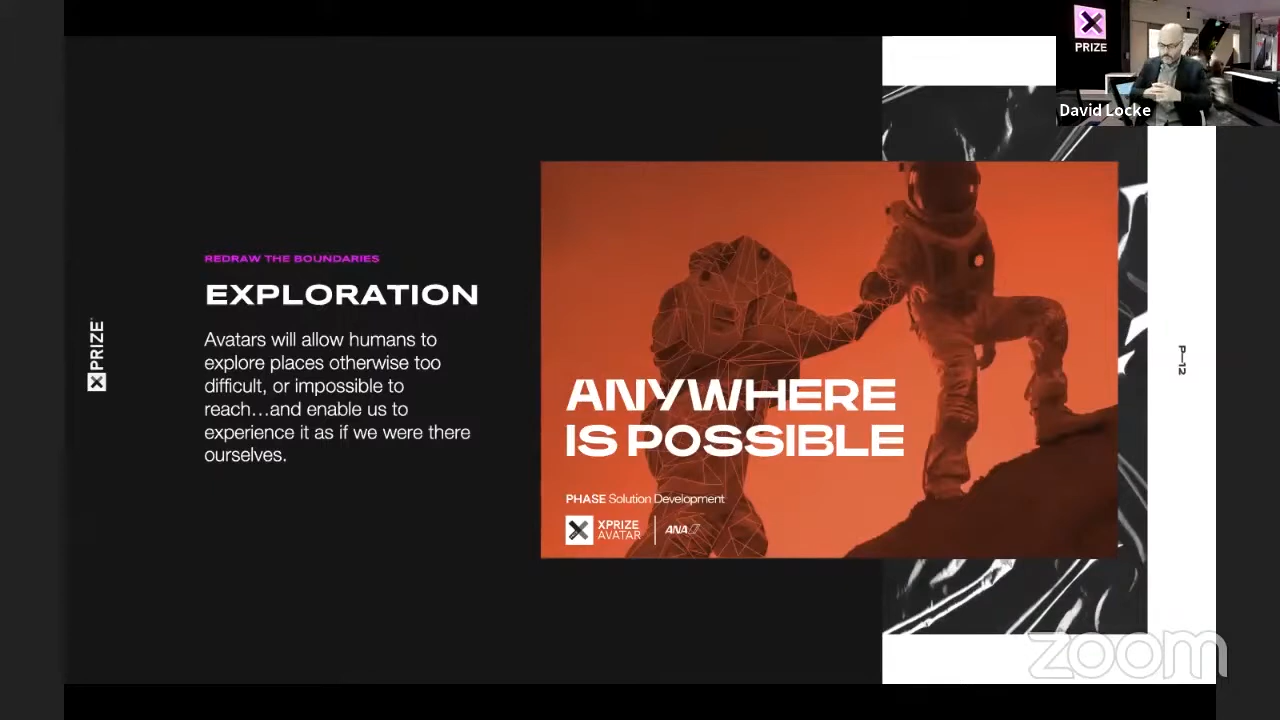 PRIZE
David Locke
REDRAW THE BOUNDARIES
EXPLORATION
Avatars will allow humans to
explore places otherwise too
difficult, or impossible to
reach…and enable us to
experience it as if we were there
ourselves.
XPRIZE
ANYWHERE
IS POSSIBLE
PHASE Solution Development
XPRIZE
AVATAR
ANA
P—12
zoom